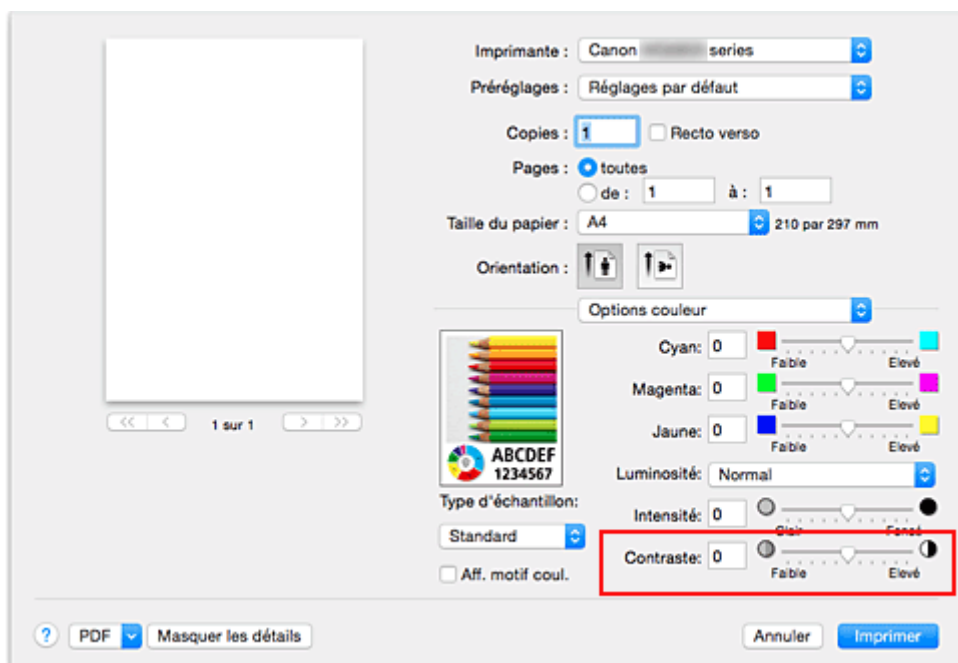 Imprimante : Canon series
Préréglages : Réglages par défaut
Copies : 1 Recto verso
Pages : toutes
de : 1 à : 1
Taille du papier : A4 210 par 297 mm
Orientation :
Options couleur
Cyan: 0
Faible Elevé
Magenta: 0
Faible Elevé
Jaune: 0
Faible Elevé
ABCDEF
1234567
Luminosité: Normal
Type d'échantillon:
Intensité: 0
Clair Foncé
Standard
Contraste: 0
Faible Elevé
Aff. motif coul.
<< < 1 sur 1 > >>
? PDF Masquer les détails Annuler Imprimer